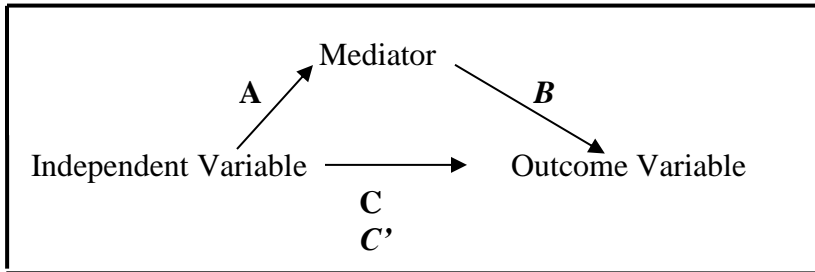 Mediator
A
B
Independent Variable
Outcome Variable
C
C’